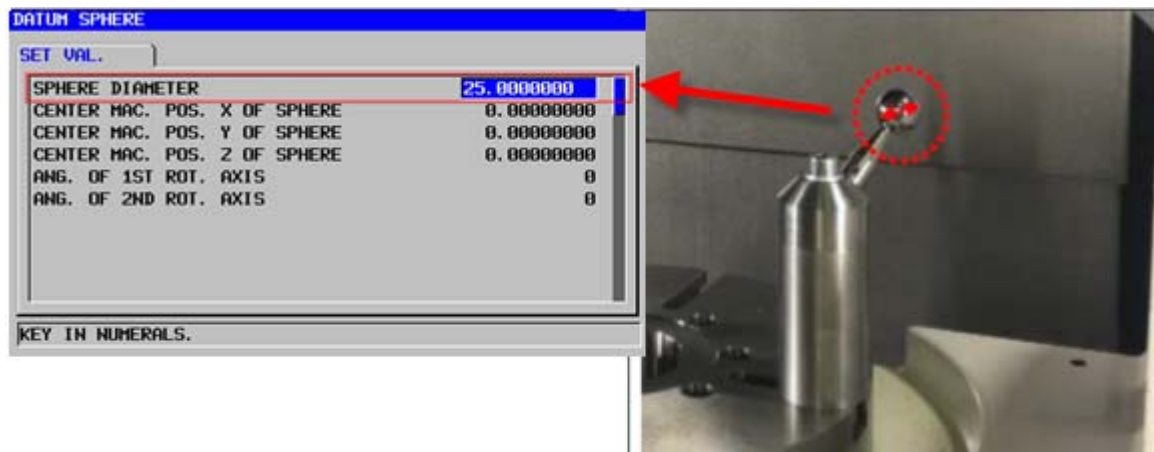 DATUM SPHERE
SET VAL.
SPHERE DIAMETER 25.0000000
CENTER MAC. POS. X OF SPHERE 0.00000000
CENTER MAC. POS. Y OF SPHERE 0.00000000
CENTER MAC. POS. Z OF SPHERE 0.00000000
ANG. OF 1ST ROT. AXIS 0
ANG. OF 2ND ROT. AXIS 0
KEY IN NUMERALS.